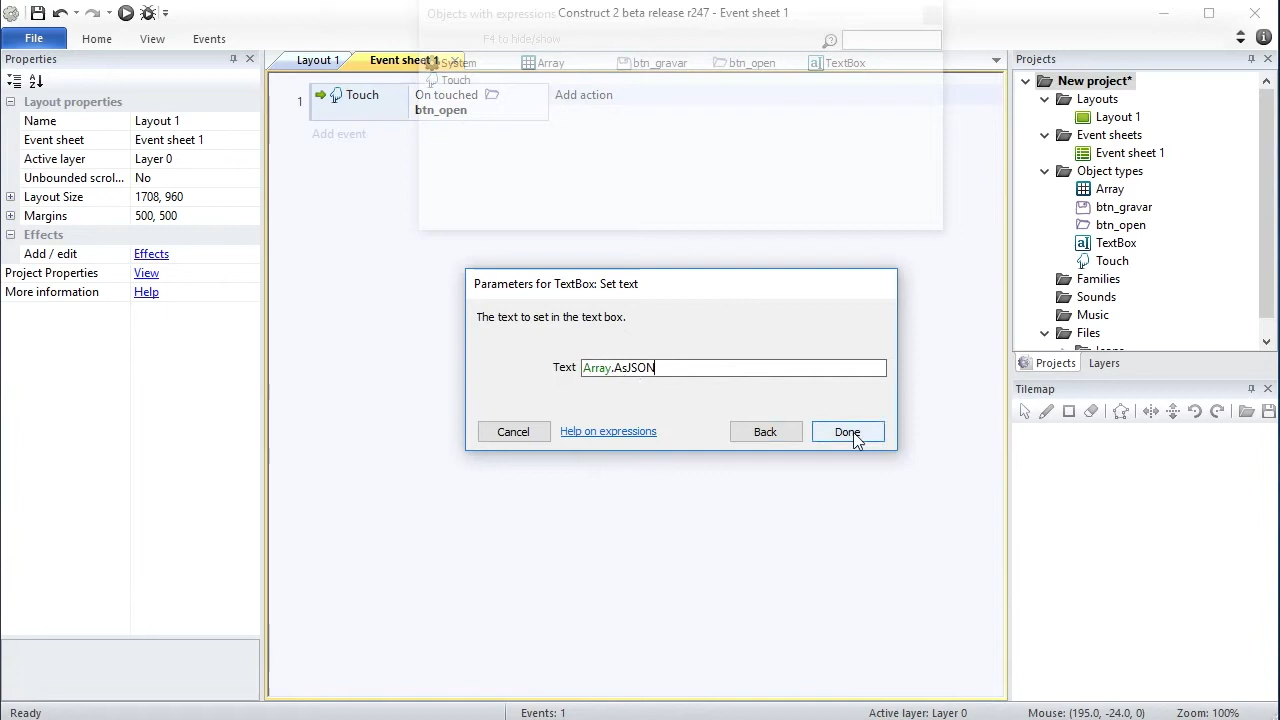 Objects with expressions
Construct 2 beta release r247 - Event sheet 1
F4 to hide/show
File
Home
View
Events
Properties
Layout 1
Event sheet 1
System
Array
btn_gravar
btn_open
TextBox
Touch
Projects
Layout properties
Name
Layout 1
Event sheet
Event sheet 1
Active layer
Layer 0
Unbounded scrol...
No
Layout Size
1708, 960
Margins
500, 500
Effects
Add / edit
Effects
Project Properties
View
More information
Help
1
Touch
On touched
btn_open
Add action
Add event
Parameters for TextBox: Set text
The text to set in the text box.
Text
Array.AsJSON
Cancel
Help on expressions
Back
Done
New project*
Layouts
Layout 1
Event sheets
Event sheet 1
Object types
Array
btn_gravar
btn_open
TextBox
Touch
Families
Sounds
Music
Files
Projects
Layers
Tilemap
Ready
Events: 1
Active layer: Layer 0
Mouse: (195.0, -24.0, 0)
Zoom: 100%